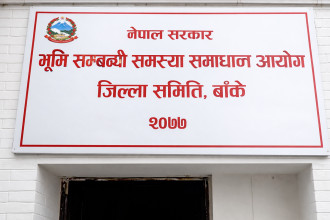 नेपाल सरकार
भूमि सम्बन्धी समस्या समाधान आयोग
जिल्ला समिति, बाँके
२०७७